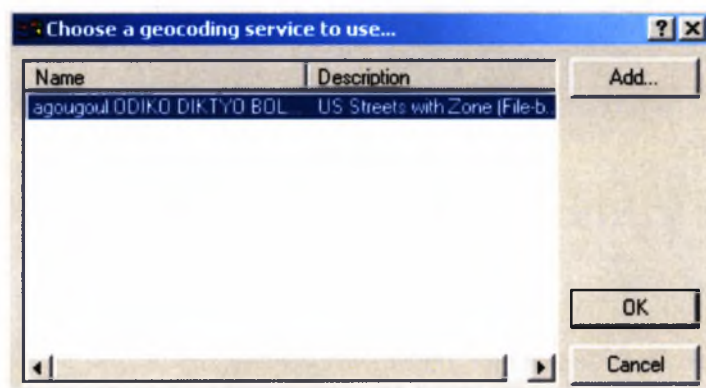 Choose a geocoding service to use...
Name Description Add...
agougoul.ODIKO DIKTYO BOL... US Streets with Zone (File-b...
OK
Cancel